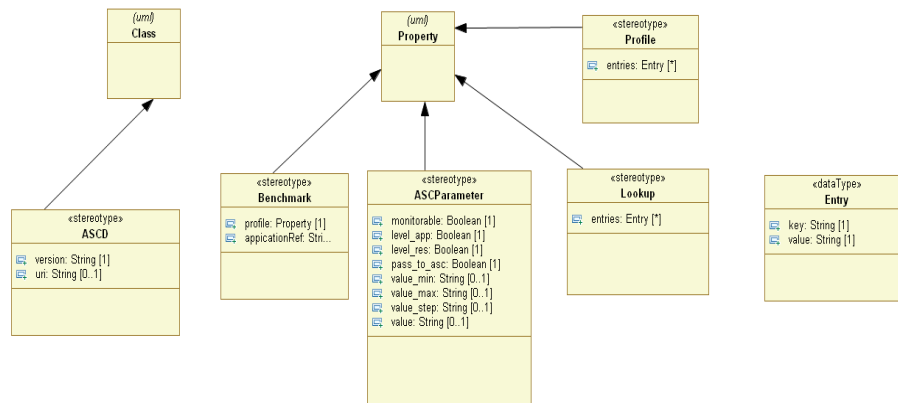 (uml)
Class
(uml)
Property
«stereotype»
Profile
entries: Entry [*]
«stereotype»
ASCD
version: String [1]
uri: String [0..1]
«stereotype»
Benchmark
profile: Property [1]
appicationRef: Stri...
«stereotype»
ASCParameter
monitorable: Boolean [1]
level_app: Boolean [1]
level_res: Boolean [1]
pass_to_asc: Boolean [1]
value_min: String [0..1]
value_max: String [0..1]
value_step: String [0..1]
value: String [0..1]
«stereotype»
Lookup
entries: Entry [*]
«dataType»
Entry
key: String [1]
value: String [1]